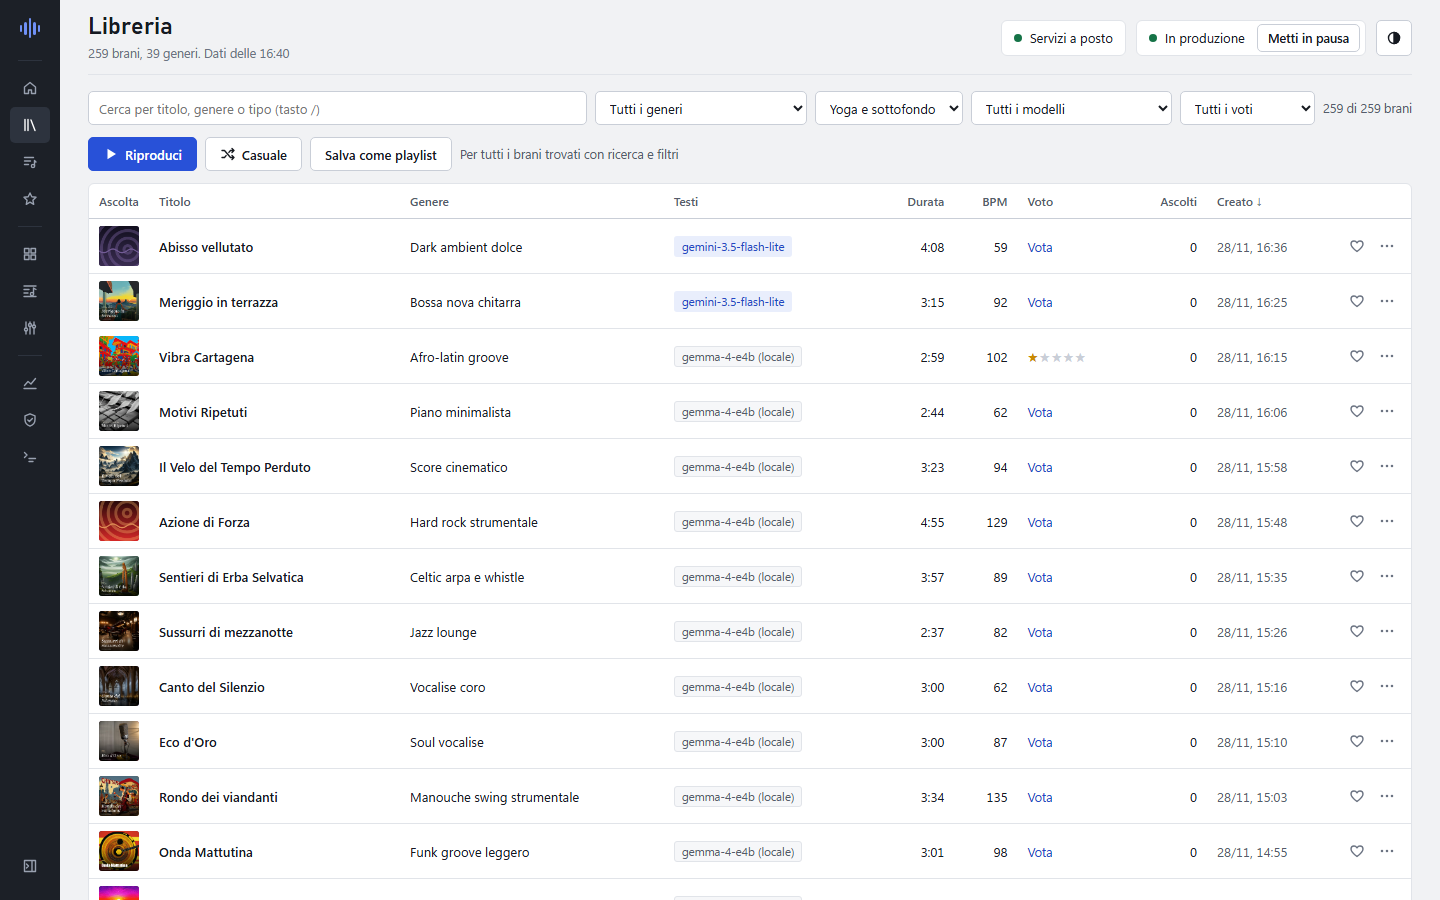 Libreria
259 brani, 39 generi. Dati delle 16:40
Servizi a posto
In produzione
Metti in pausa
Cerca per titolo, genere o tipo (tasto /)
Tutti i generi
Yoga e sottofondo
Tutti i modelli
Tutti i voti
259 di 259 brani
Riproduci
Casuale
Salva come playlist
Per tutti i brani trovati con ricerca e filtri
Ascolta Titolo Genere Testi Durata BPM Voto Ascolti Creato ↓
Abisso vellutato Dark ambient dolce gemini-3.5-flash-lite 4:08 59 Vota 0 28/11, 16:36
Meriggio in terrazza Bossa nova chitarra gemini-3.5-flash-lite 3:15 92 Vota 0 28/11, 16:25
Vibra Cartagena Afro-latin groove gemma-4-e4b (locale) 2:59 102 ★★★★★ 0 28/11, 16:15
Motivi Ripetuti Piano minimalista gemma-4-e4b (locale) 2:44 62 Vota 0 28/11, 16:06
Il Velo del Tempo Perduto Score cinematico gemma-4-e4b (locale) 3:23 94 Vota 0 28/11, 15:58
Azione di Forza Hard rock strumentale gemma-4-e4b (locale) 4:55 129 Vota 0 28/11, 15:48
Sentieri di Erba Selvatica Celtic arpa e whistle gemma-4-e4b (locale) 3:57 89 Vota 0 28/11, 15:35
Sussurri di mezzanotte Jazz lounge gemma-4-e4b (locale) 2:37 82 Vota 0 28/11, 15:26
Canto del Silenzio Vocalise coro gemma-4-e4b (locale) 3:00 62 Vota 0 28/11, 15:16
Eco d'Oro Soul vocalise gemma-4-e4b (locale) 3:00 87 Vota 0 28/11, 15:10
Rondo dei viandanti Manouche swing strumentale gemma-4-e4b (locale) 3:34 135 Vota 0 28/11, 15:03
Onda Mattutina Funk groove leggero gemma-4-e4b (locale) 3:01 98 Vota 0 28/11, 14:55